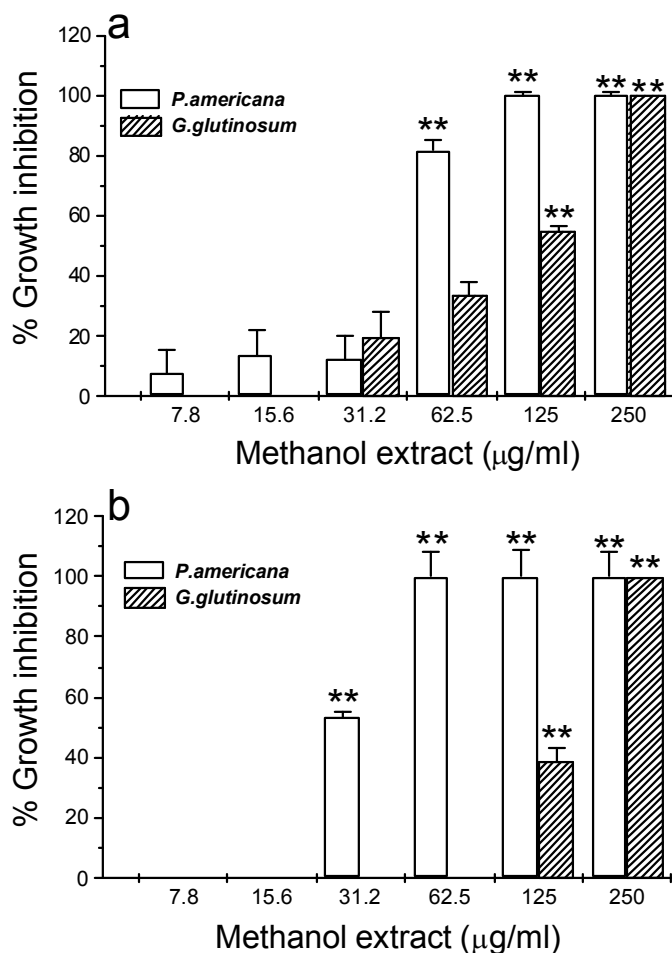 a
120
100
80
60
40
20
0
% Growth inhibition
P.americana
G.glutinosum
**
**
** **
**
7.8 15.6 31.2 62.5 125 250
Methanol extract (μg/ml)
b
120
100
80
60
40
20
0
% Growth inhibition
P.americana
G.glutinosum
** ** ** **
**
**
7.8 15.6 31.2 62.5 125 250
Methanol extract (μg/ml)